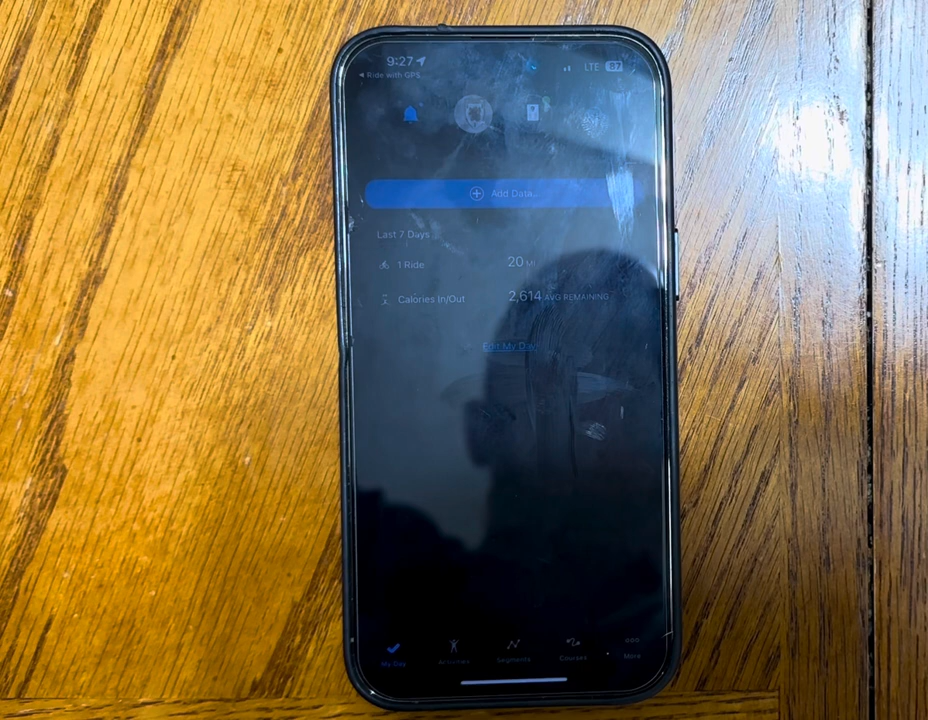 9:27
LTE 87
◀ Ride with GPS
Add Data...
Last 7 Days
1 Ride 20 MI
Calories In/Out 2,614 AVG REMAINING
Edit My Day
My Day Activities Segments Courses More